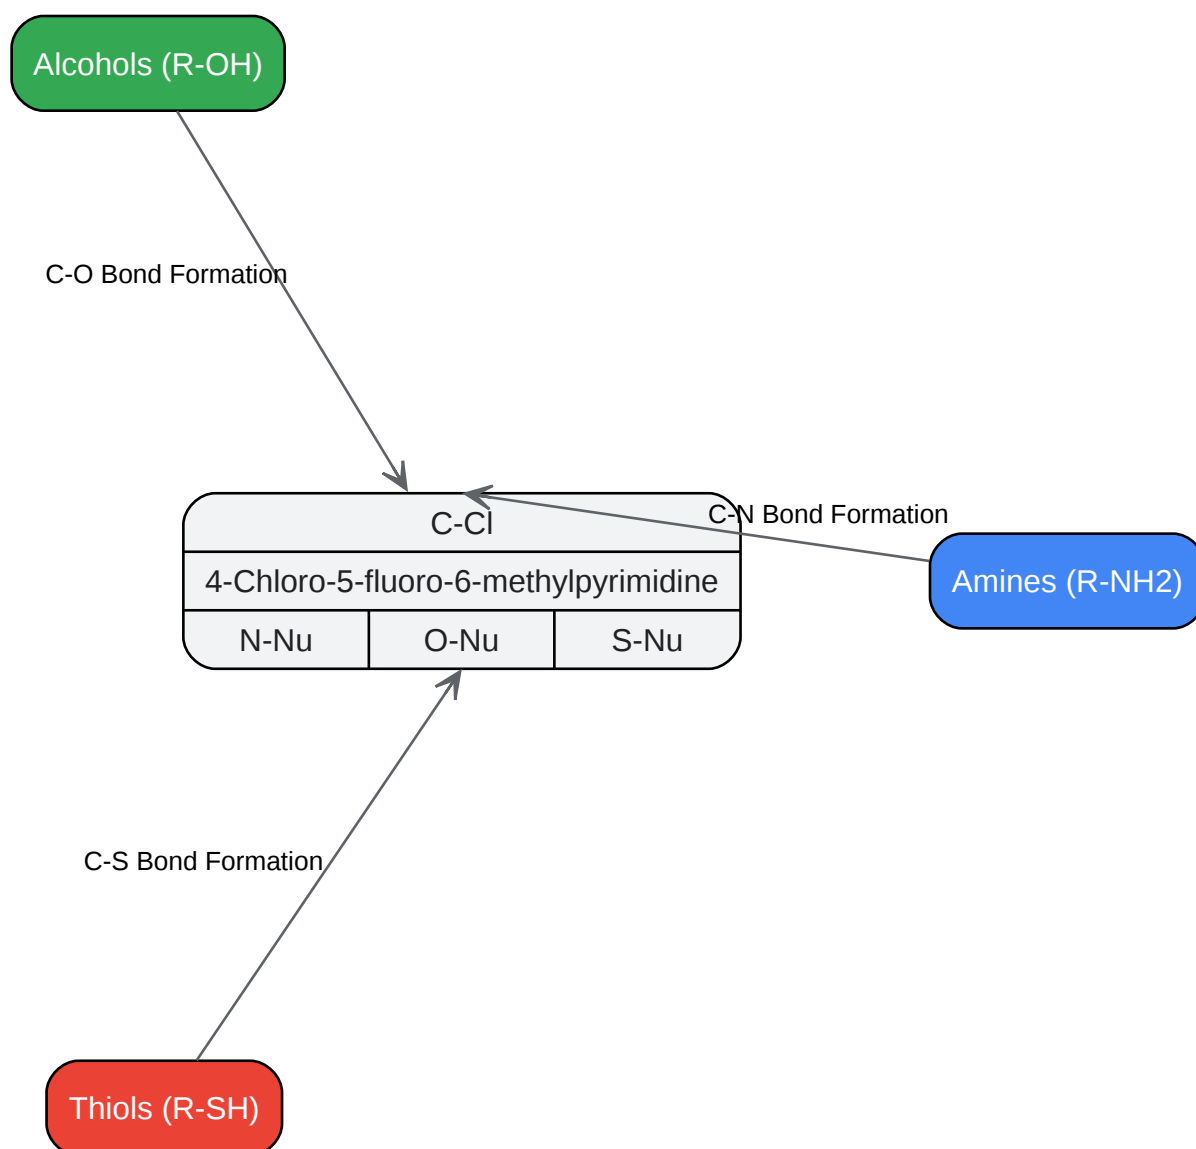 Alcohols (R-OH)
C-O Bond Formation
C-Cl
C-N Bond Formation
4-Chloro-5-fluoro-6-methylpyrimidine
Amines (R-NH2)
N-Nu
O-Nu
S-Nu
C-S Bond Formation
Thiols (R-SH)